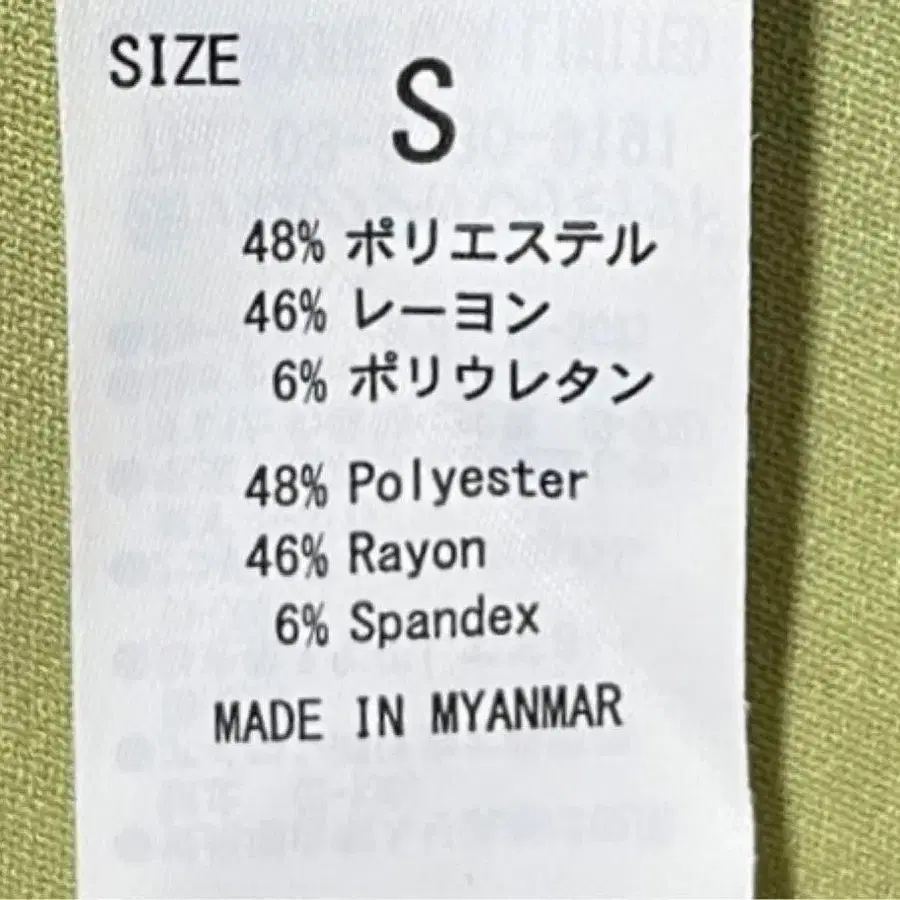 SIZE
S
48% ポリエステル
46% レーヨン
6% ポリウレタン
48% Polyester
46% Rayon
6% Spandex
MADE IN MYANMAR